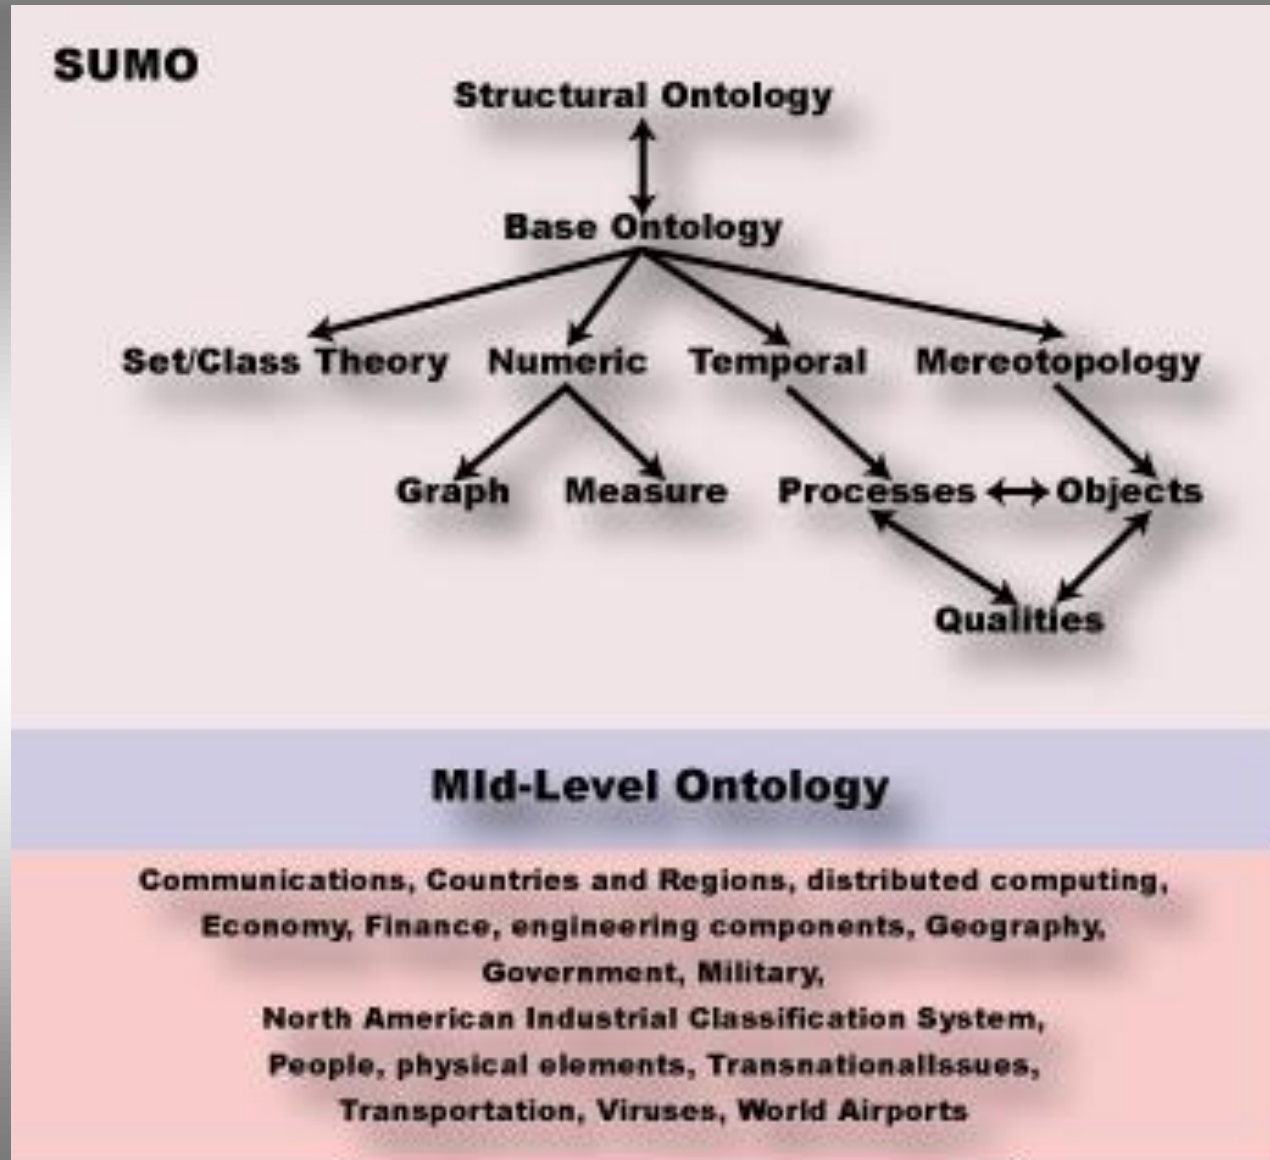 SUMO
Structural Ontology
Base Ontology
Set/Class Theory Numeric Temporal Mereotopology
Graph Measure Processes Objects
Qualities
MId-Level Ontology
Communications, Countries and Regions, distributed computing,
Economy, Finance, engineering components, Geography,
Government, Military,
North American Industrial Classification System,
People, physical elements, TransnationalIssues,
Transportation, Viruses, World Airports